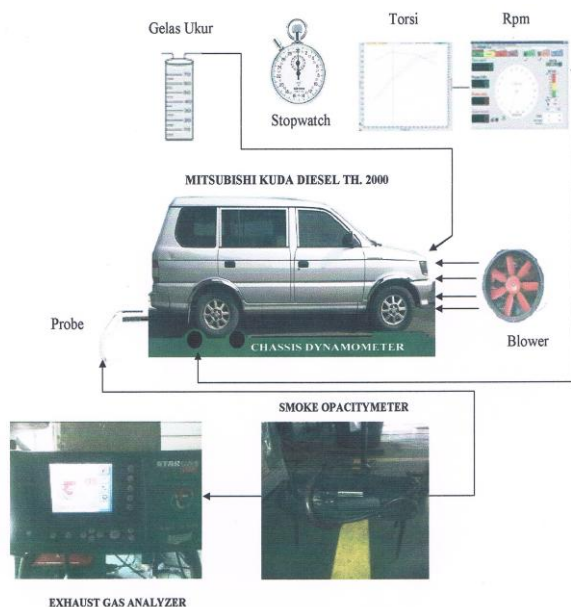 Gelas Ukur
Stopwatch
Torsi
Rpm
MITSUBISHI KUDA DIESEL TH. 2000
Probe
CHASSIS DYNAMOMETER
Blower
SMOKE OPACITYMETER
EXHAUST GAS ANALYZER